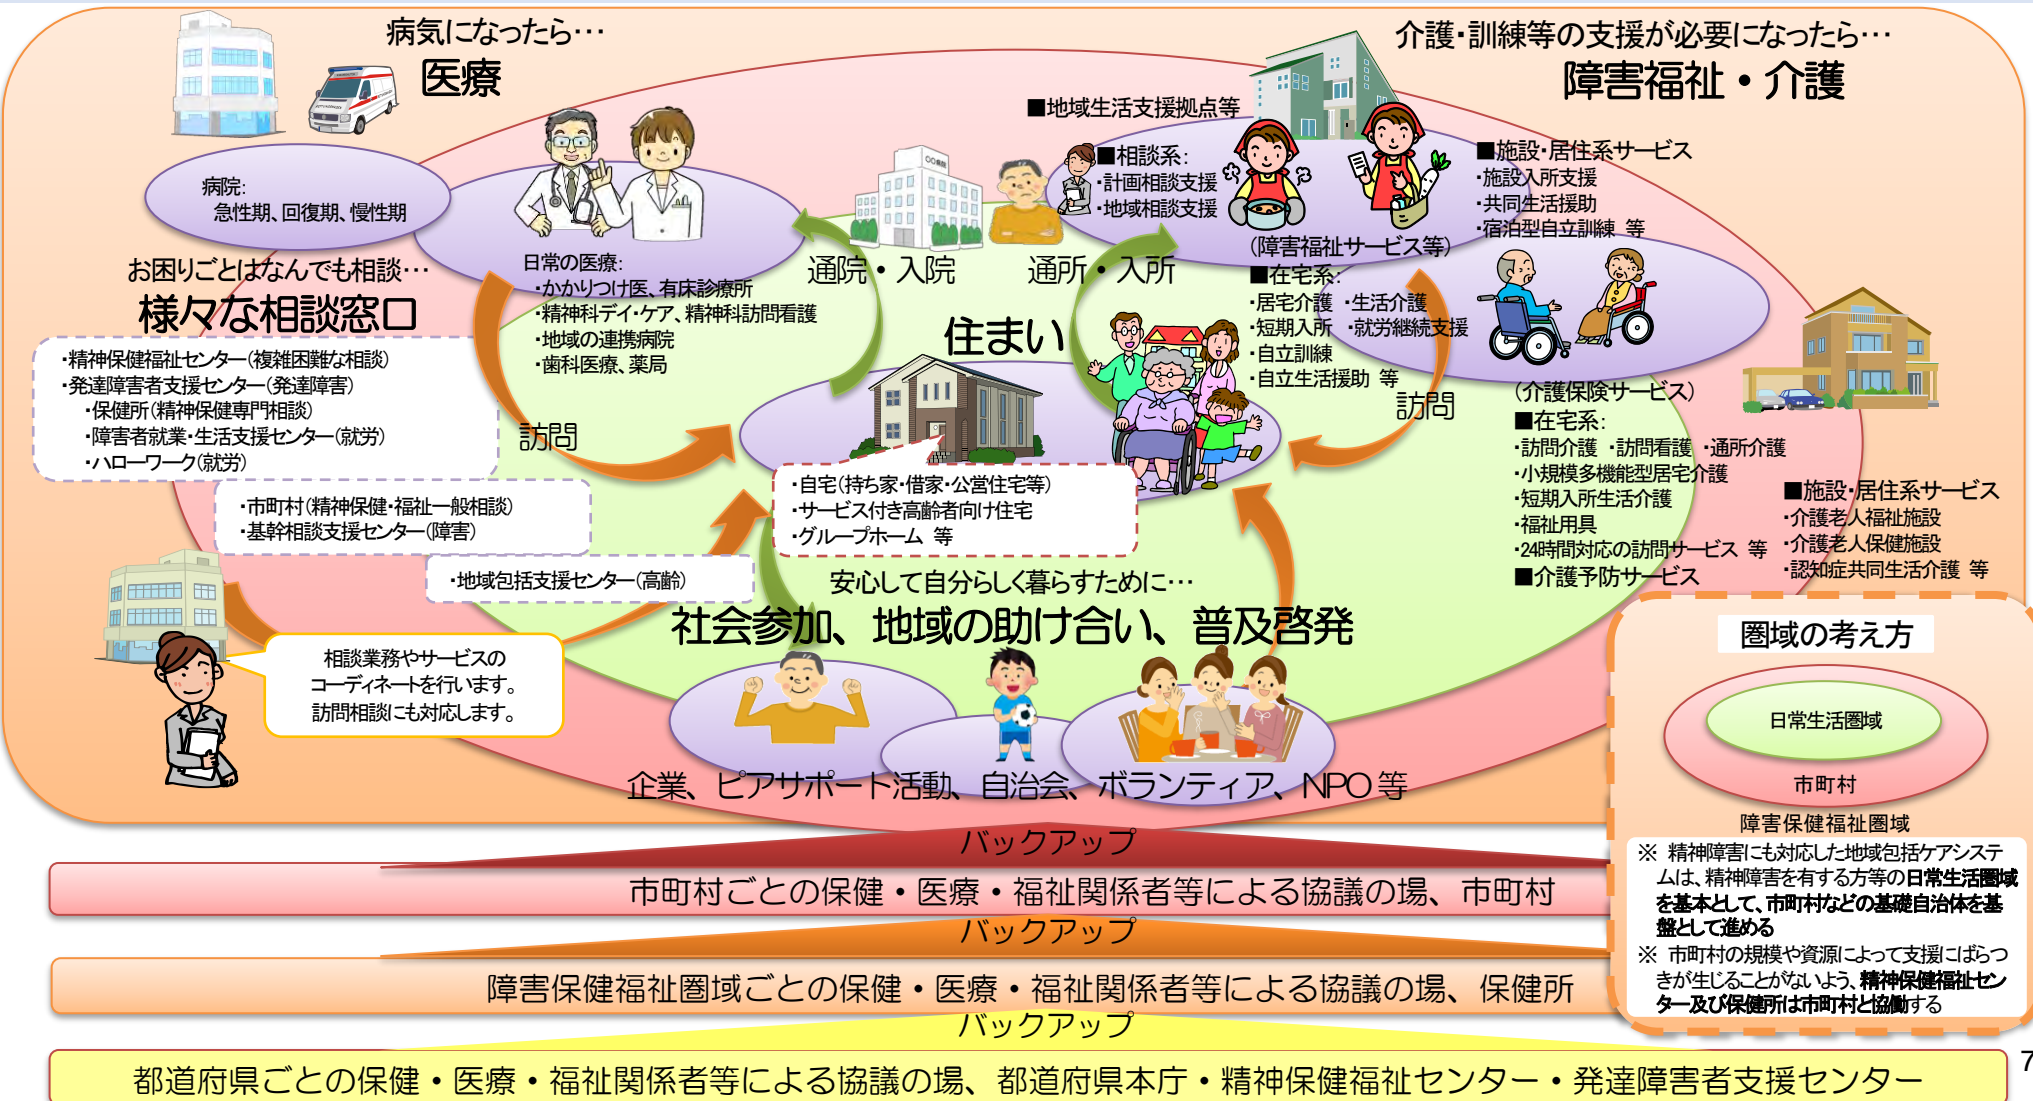 病気になったら…
医療
介護・訓練等の支援が必要になったら…
障害福祉・介護
病院:
急性期、回復期、慢性期
日常の医療:
・かかりつけ医、有床診療所
・精神科デイ・ケア、精神科訪問看護
・地域の連携病院
・歯科医療、薬局
○○病院
通院・入院
■地域生活支援拠点等
■相談系:
・計画相談支援
・地域相談支援
通所・入所
(障害福祉サービス等)
■在宅系:
・居宅介護 ・生活介護
・短期入所 ・就労継続支援
・自立訓練
・自立生活援助 等
■施設・居住系サービス
・施設入所支援
・共同生活援助
・宿泊型自立訓練 等
お困りごとはなんでも相談…
様々な相談窓口
・精神保健福祉センター(複雑困難な相談)
・発達障害者支援センター(発達障害)
・保健所(精神保健専門相談)
・障害者就業・生活支援センター(就労)
・ハローワーク(就労)
・市町村(精神保健・福祉一般相談)
・基幹相談支援センター(障害)
・地域包括支援センター(高齢)
相談業務やサービスの
コーディネートを行います。
訪問相談にも対応します。
訪問
住まい
・自宅(持ち家・借家・公営住宅等)
・サービス付き高齢者向け住宅
・グループホーム 等
訪問
(介護保険サービス)
■在宅系:
・訪問介護 ・訪問看護 ・通所介護
・小規模多機能型居宅介護
・短期入所生活介護
・福祉用具
・24時間対応の訪問サービス 等
■介護予防サービス
■施設・居住系サービス
・介護老人福祉施設
・介護老人保健施設
・認知症共同生活介護 等
安心して自分らしく暮らすために…
社会参加、地域の助け合い、普及啓発
企業、ピアサポート活動、自治会、ボランティア、NPO 等
圏域の考え方
日常生活圏域
市町村
障害保健福祉圏域
※ 精神障害にも対応した地域包括ケアシステ
ムは、精神障害を有する方等の日常生活圏域
を基本として、市町村などの基礎自治体を基
盤として進める
※ 市町村の規模や資源によって支援にばらつ
きが生じることがないよう、精神保健福祉セン
ター及び保健所は市町村と協働する
バックアップ
市町村ごとの保健・医療・福祉関係者等による協議の場、市町村
バックアップ
障害保健福祉圏域ごとの保健・医療・福祉関係者等による協議の場、保健所
バックアップ
都道府県ごとの保健・医療・福祉関係者等による協議の場、都道府県本庁・精神保健福祉センター・発達障害者支援センター
7